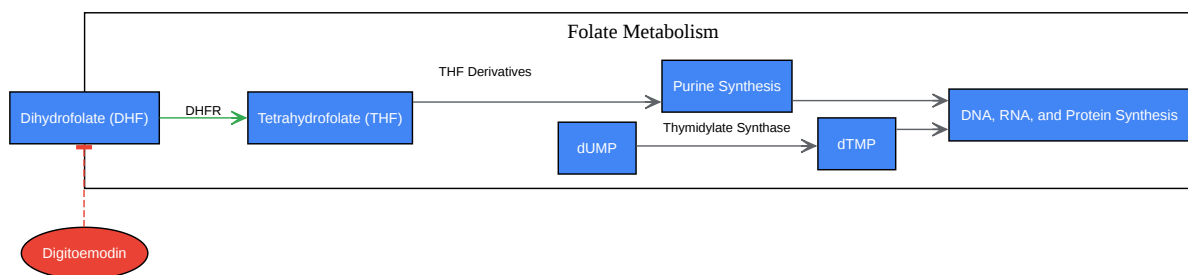 Folate Metabolism
THF Derivatives
Purine Synthesis
Dihydrofolate (DHF)
DHFR
Tetrahydrofolate (THF)
DNA, RNA, and Protein Synthesis
dUMP
Thymidylate Synthase
dTMP
Digitoemodin